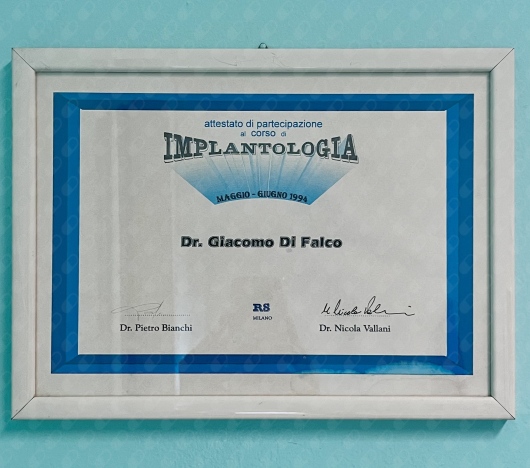 attestato di partecipazione
al corso di
IMPLANTOLOGIA
MAGGIO - GIUGNO 1994
Dr. Giacomo Di Falco
RS
MILANO
Dr. Pietro Bianchi
Dr. Nicola Vallani